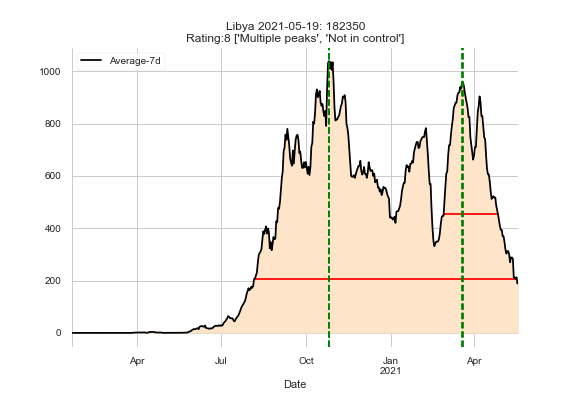 Libya 2021-05-19: 182350
Rating:8 ['Multiple peaks', 'Not in control']
Average-7d
1000
800
600
400
200
0
Apr
Jul
Oct
Jan
2021
Apr
Date